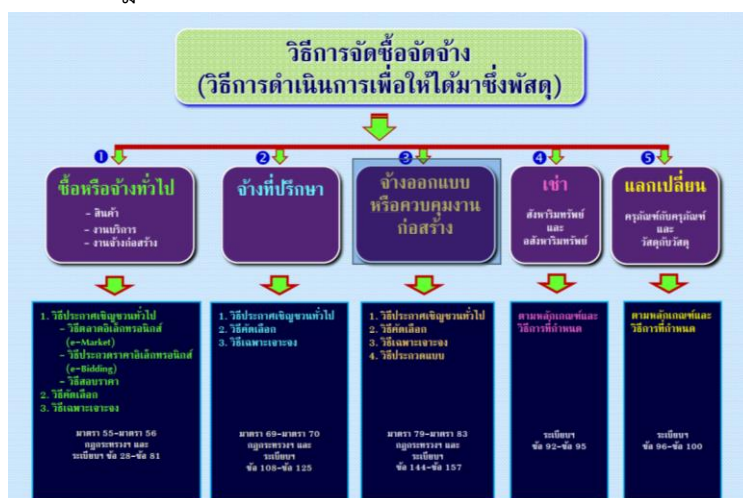 วิธีการจัดซื้อจัดจ้าง
(วิธีการดำเนินการเพื่อให้ได้มาซึ่งพัสดุ)
❶
ซื้อหรือจ้างทั่วไป
- สินค้า
- งานบริการ
- งานจ้างก่อสร้าง
1. วิธีประกาศเชิญชวนทั่วไป
- วิธีตลาดอิเล็กทรอนิกส์
(e-Market)
- วิธีประกวดราคาอิเล็กทรอนิกส์
(e-Bidding)
- วิธีสอบราคา
2. วิธีคัดเลือก
3. วิธีเฉพาะเจาะจง
มาตรา 55-มาตรา 56
กฎกระทรวงฯ และ
ระเบียบฯ ข้อ 28-ข้อ 81
❷
จ้างที่ปรึกษา
1. วิธีประกาศเชิญชวนทั่วไป
2. วิธีคัดเลือก
3. วิธีเฉพาะเจาะจง
มาตรา 69-มาตรา 70
กฎกระทรวงฯ และ
ระเบียบฯ
ข้อ 108-ข้อ 125
❸
จ้างออกแบบ
หรือควบคุมงาน
ก่อสร้าง
1. วิธีประกาศเชิญชวนทั่วไป
2. วิธีคัดเลือก
3. วิธีเฉพาะเจาะจง
4. วิธีประกวดแบบ
มาตรา 79-มาตรา 83
กฎกระทรวงฯ และ
ระเบียบฯ
ข้อ 144-ข้อ 157
❹
เช่า
สังหาริมทรัพย์
และ
อสังหาริมทรัพย์
ตามหลักเกณฑ์และ
วิธีการที่กำหนด
ระเบียบฯ
ข้อ 92-ข้อ 95
❺
แลกเปลี่ยน
ครุภัณฑ์กับครุภัณฑ์
และ
วัสดุกับวัสดุ
ตามหลักเกณฑ์และ
วิธีการที่กำหนด
ระเบียบฯ
ข้อ 96-ข้อ 100